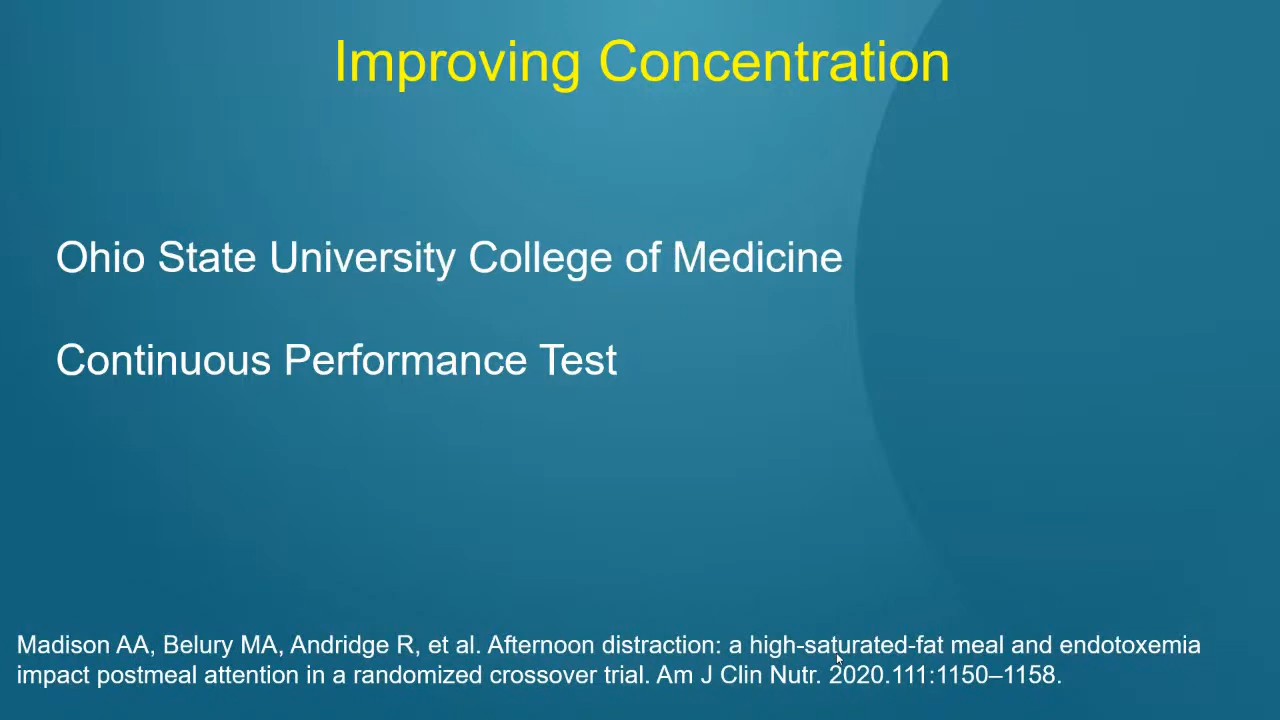 Improving Concentration
Ohio State University College of Medicine
Continuous Performance Test
Madison AA, Belury MA, Andridge R, et al. Afternoon distraction: a high-saturated-fat meal and endotoxemia
impact postmeal attention in a randomized crossover trial. Am J Clin Nutr. 2020.111:1150–1158.